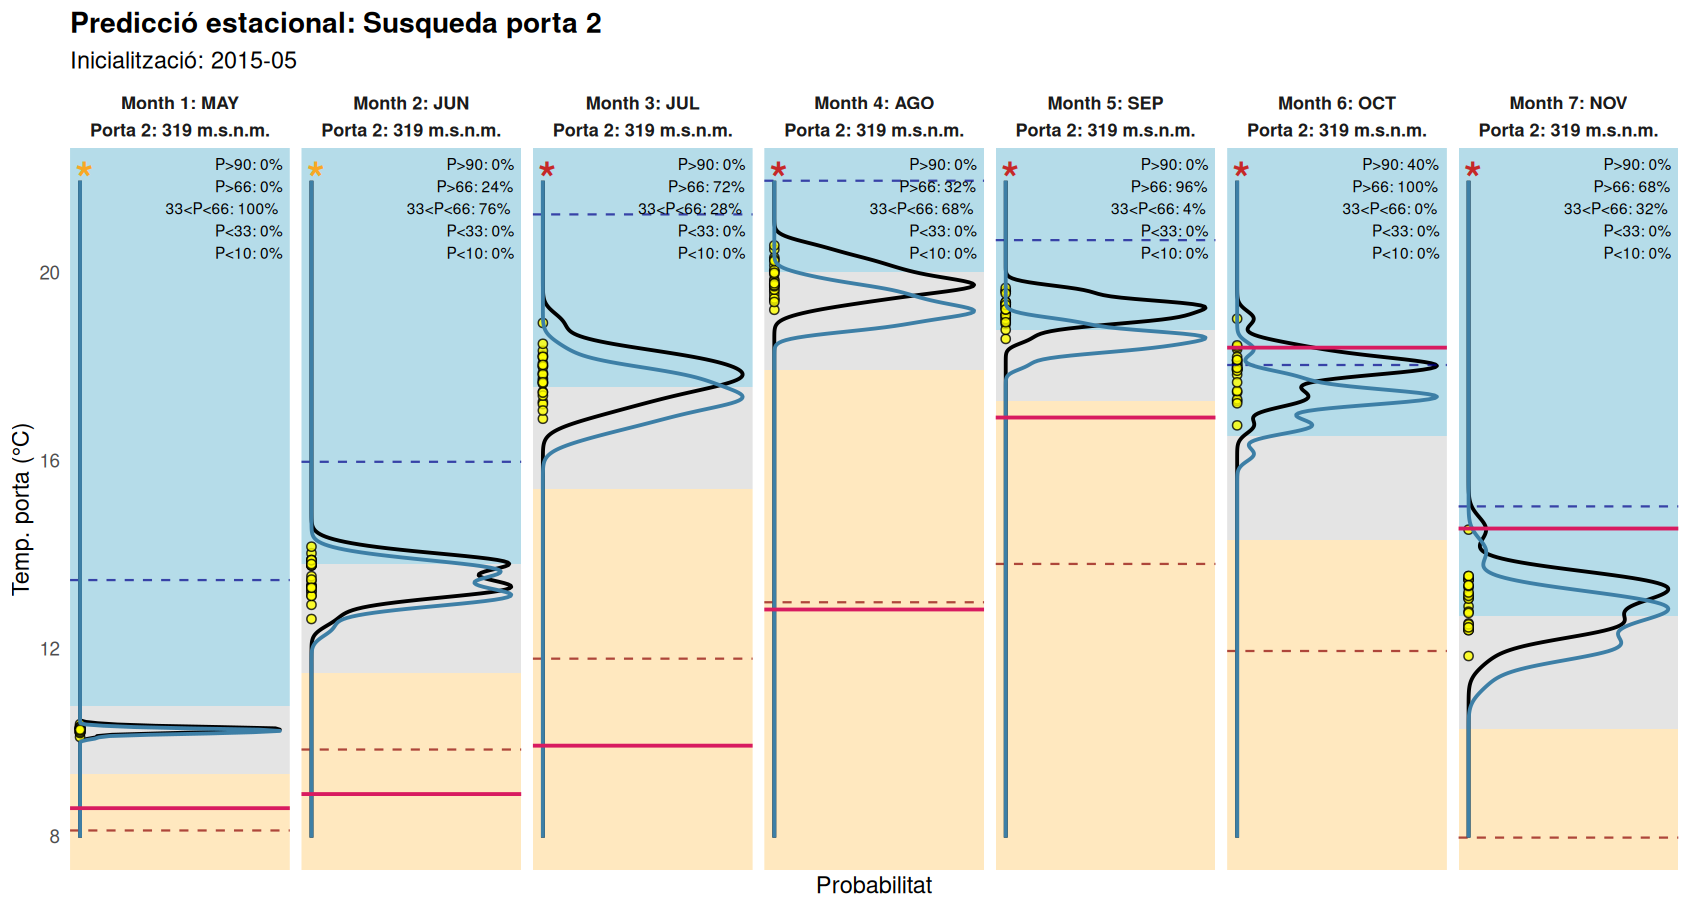 Predicció estacional: Susqueda porta 2
Inicialització: 2015-05
Month 1: MAY
Porta 2: 319 m.s.n.m.
Month 2: JUN
Porta 2: 319 m.s.n.m.
Month 3: JUL
Porta 2: 319 m.s.n.m.
Month 4: AGO
Porta 2: 319 m.s.n.m.
Month 5: SEP
Porta 2: 319 m.s.n.m.
Month 6: OCT
Porta 2: 319 m.s.n.m.
Month 7: NOV
Porta 2: 319 m.s.n.m.
*
P>90: 0%
P>66: 0%
33<P<66: 100%
P<33: 0%
P<10: 0%
*
P>90: 0%
P>66: 24%
33<P<66: 76%
P<33: 0%
P<10: 0%
*
P>90: 0%
P>66: 72%
33<P<66: 28%
P<33: 0%
P<10: 0%
*
P>90: 0%
P>66: 32%
33<P<66: 68%
P<33: 0%
P<10: 0%
*
P>90: 0%
P>66: 96%
33<P<66: 4%
P<33: 0%
P<10: 0%
*
P>90: 40%
P>66: 100%
33<P<66: 0%
P<33: 0%
P<10: 0%
*
P>90: 0%
P>66: 68%
33<P<66: 32%
P<33: 0%
P<10: 0%
Temp. porta (°C)
20
16
12
8
Probabilitat